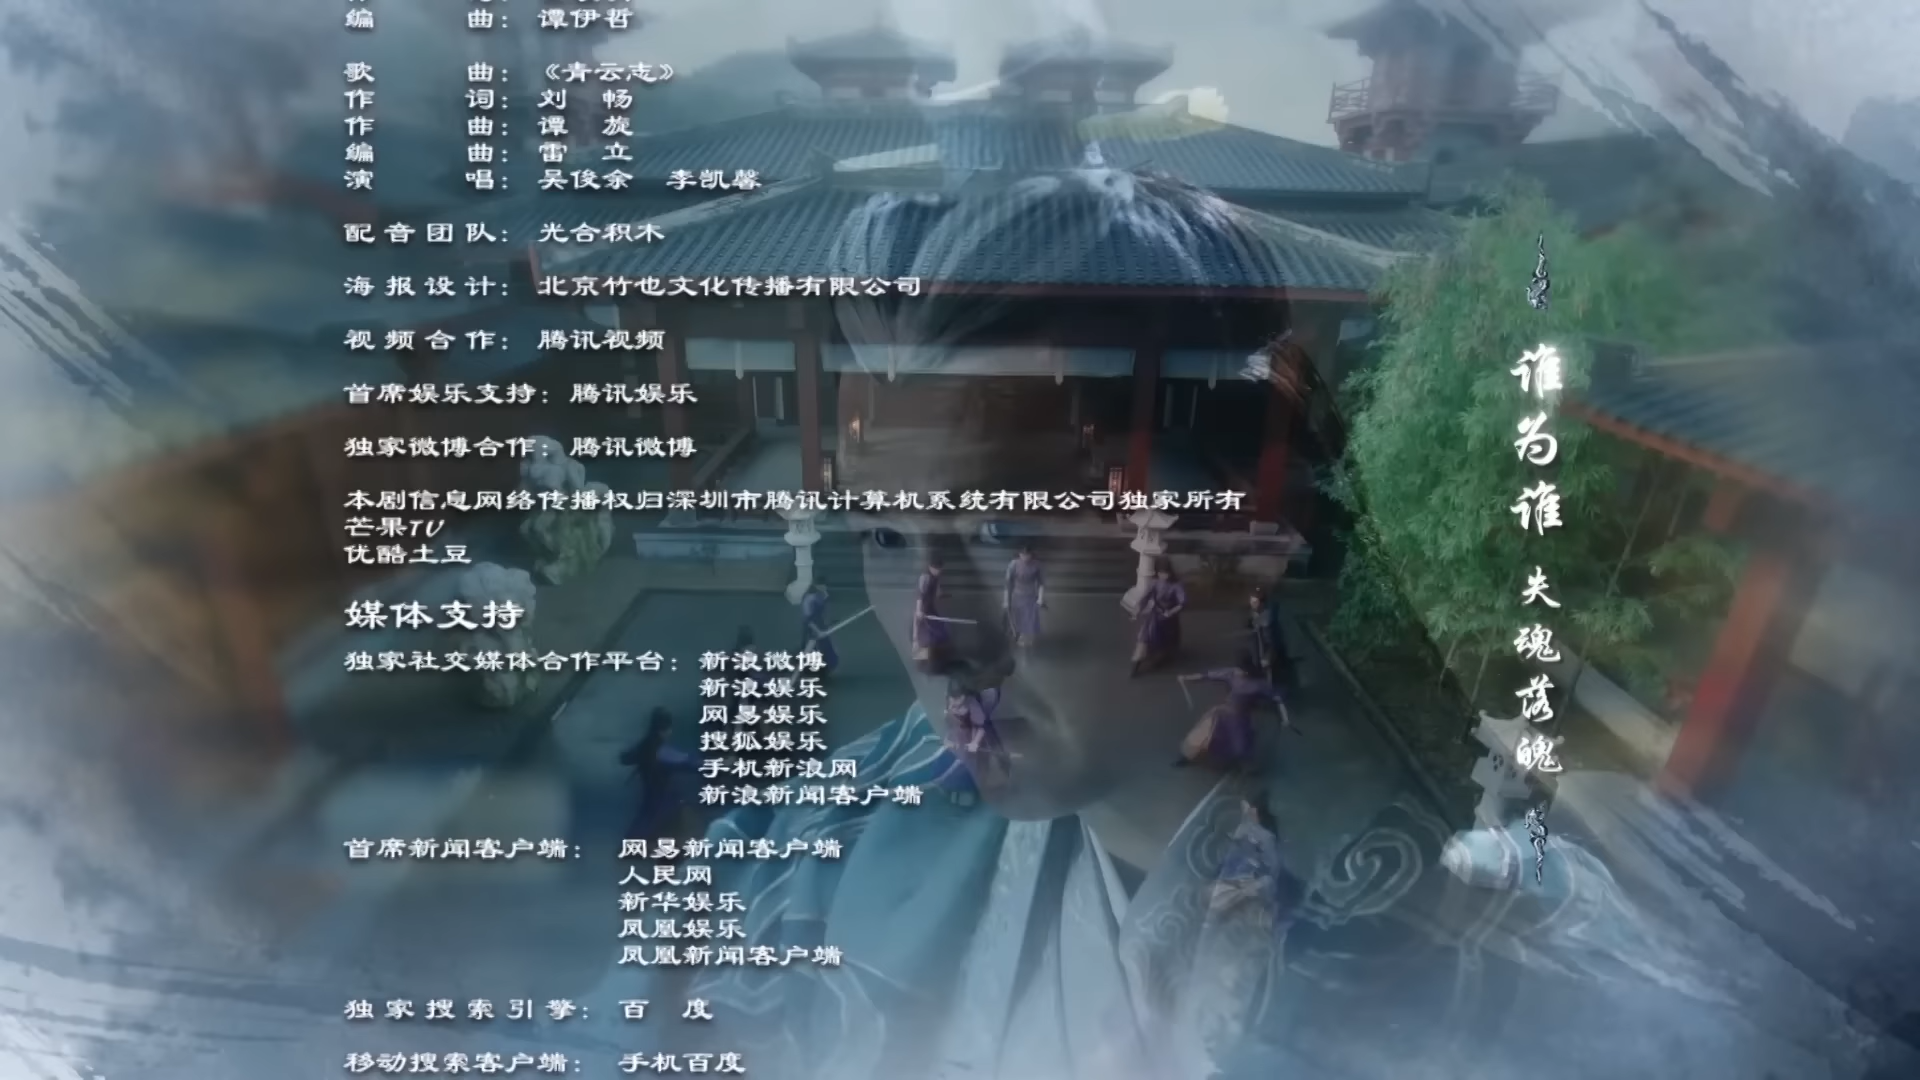 编曲：谭伊哲
歌曲：《青云志》
作词：刘畅
作曲：谭旋
编曲：雷立
演唱：吴俊余 李凯馨
配音团队：光合积木
海报设计：北京竹也文化传播有限公司
视频合作：腾讯视频
首席娱乐支持：腾讯娱乐
独家微博合作：腾讯微博
本剧信息网络传播权归深圳市腾讯计算机系统有限公司独家所有
芒果TV
优酷土豆
媒体支持
独家社交媒体合作平台：新浪微博
新浪娱乐
网易娱乐
搜狐娱乐
手机新浪网
新浪新闻客户端
首席新闻客户端：网易新闻客户端
人民网
新华娱乐
凤凰娱乐
凤凰新闻客户端
独家搜索引擎：百度
移动搜索客户端：手机百度
谁为谁 失魂落魄